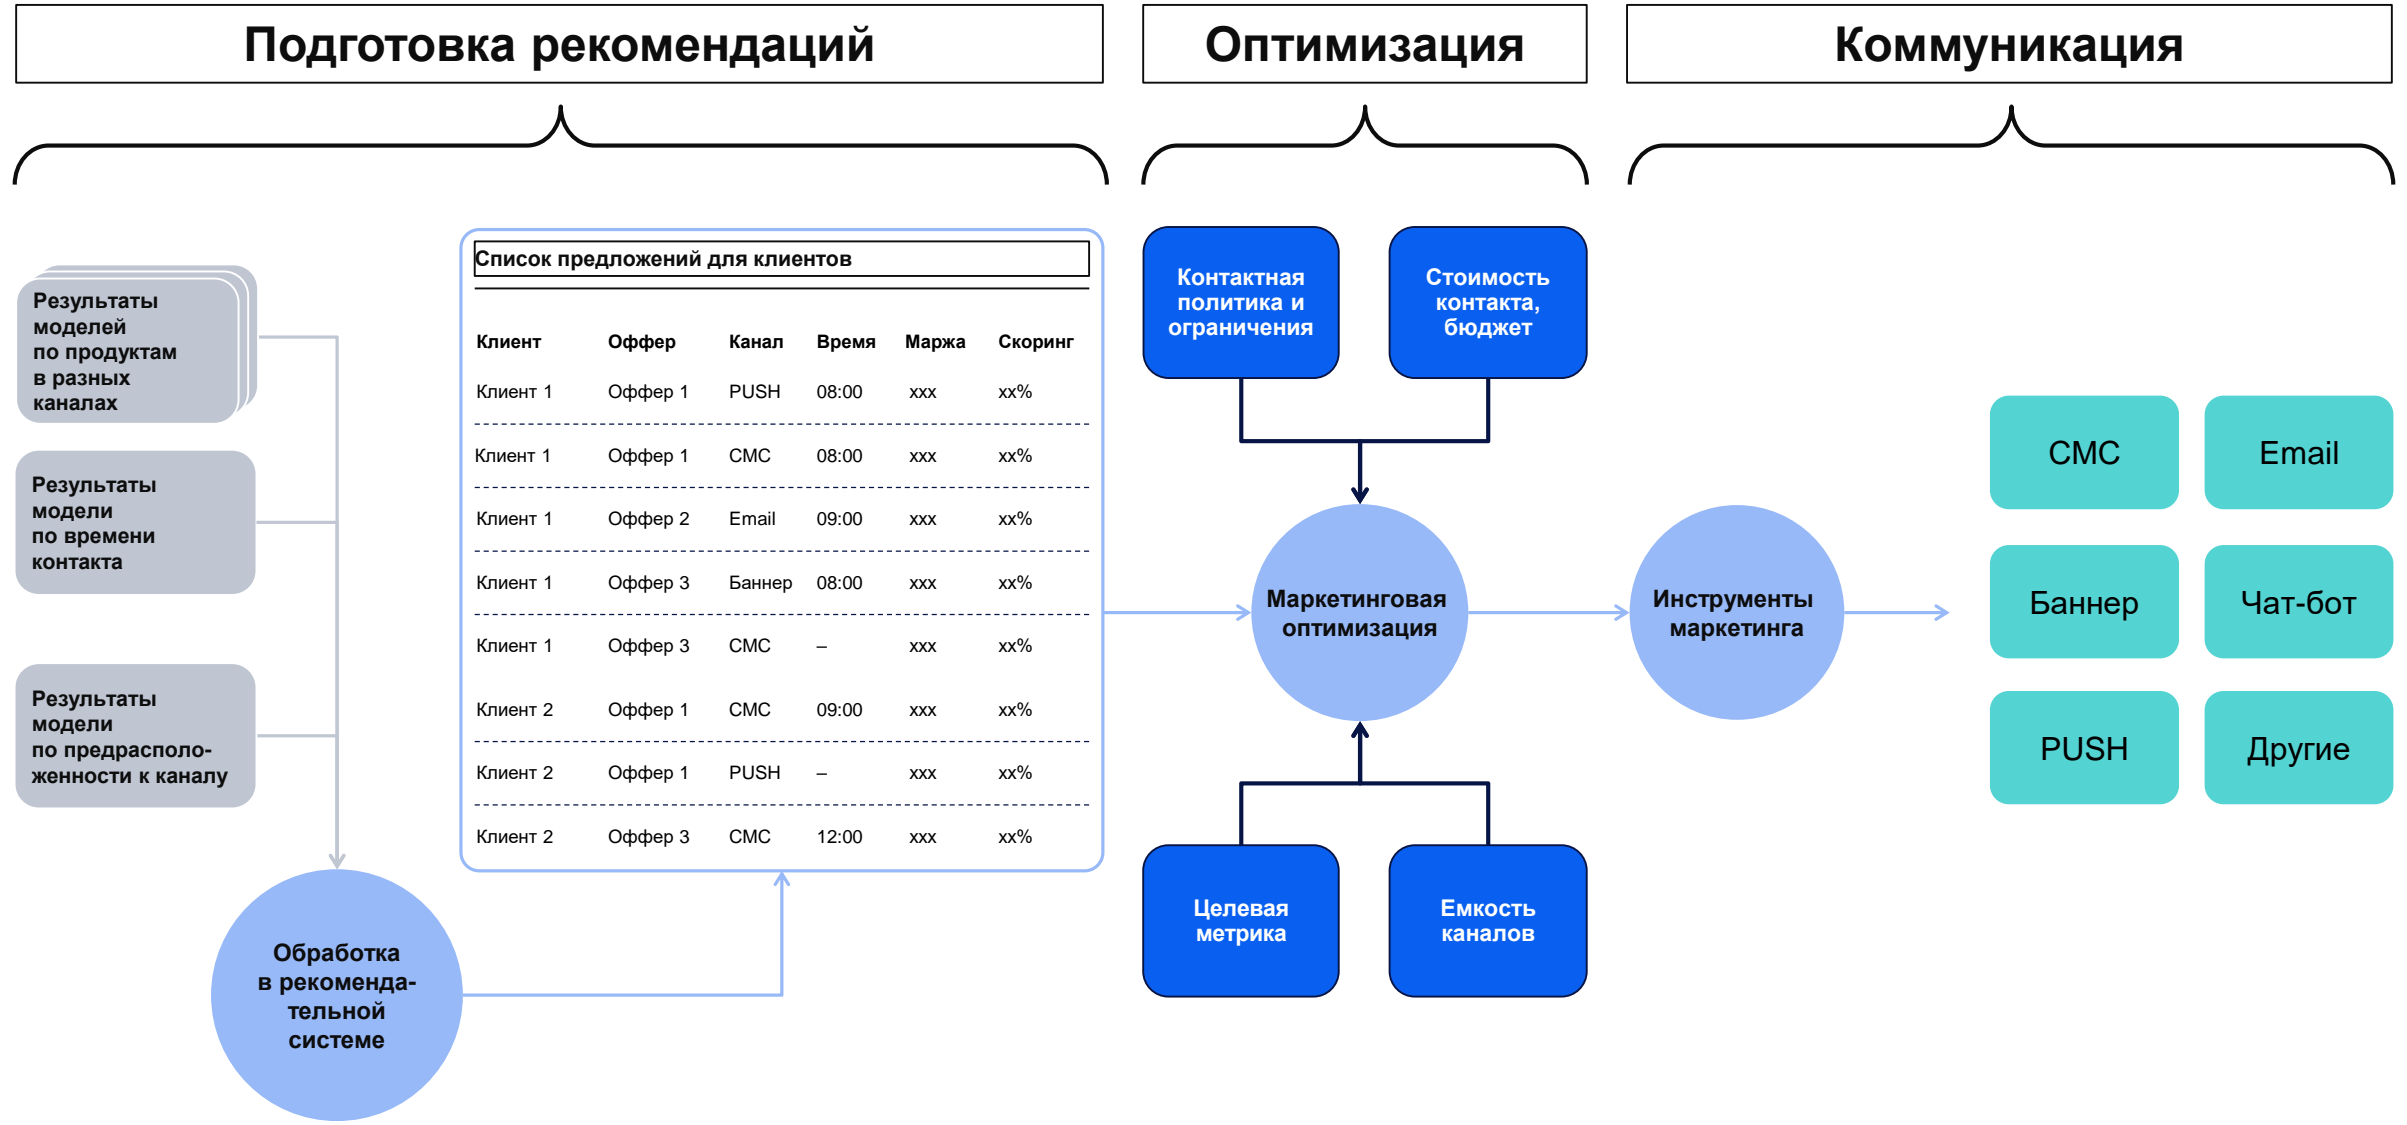 Подготовка рекомендаций
Оптимизация
Коммуникация
Результаты
моделей
по продуктам
в разных
каналах
Результаты
модели
по времени
контакта
Результаты
модели
по предрасполо-
женности к каналу
Обработка
в рекоменда-
тельной
системе
Список предложений для клиентов
Клиент Оффер Канал Время Маржа Скоринг
Клиент 1 Оффер 1 PUSH 08:00 xxx xx%
Клиент 1 Оффер 1 СМС 08:00 xxx xx%
Клиент 1 Оффер 2 Email 09:00 xxx xx%
Клиент 1 Оффер 3 Баннер 08:00 xxx xx%
Клиент 1 Оффер 3 СМС – xxx xx%
Клиент 2 Оффер 1 СМС 09:00 xxx xx%
Клиент 2 Оффер 1 PUSH – xxx xx%
Клиент 2 Оффер 3 СМС 12:00 xxx xx%
Контактная
политика и
ограничения
Стоимость
контакта,
бюджет
Маркетинговая
оптимизация
Целевая
метрика
Емкость
каналов
Инструменты
маркетинга
СМС
Email
Баннер
Чат-бот
PUSH
Другие